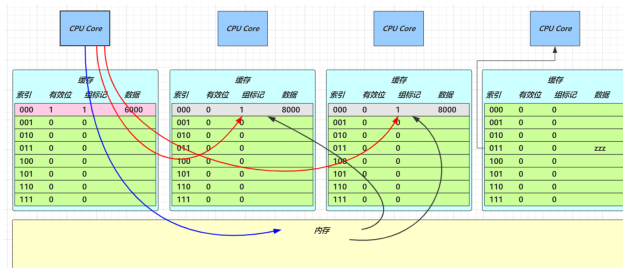 CPU Core CPU Core CPU Core CPU Core
缓存 缓存 缓存 缓存
索引 有效位 组标记 数据 索引 有效位 组标记 数据 索引 有效位 组标记 数据 索引 有效位 组标记 数据
000 1 1 6000 000 0 1 8000 000 0 1 8000 000 0 0
001 0 0 001 0 0 001 0 0 001 0 0
010 0 0 010 0 0 010 0 0 010 0 0
011 0 0 011 0 0 011 0 0 011 0 0 zzz
100 0 0 100 0 0 100 0 0 100 0 0
101 0 0 101 0 0 101 0 0 101 0 0
110 0 0 110 0 0 110 0 0 110 0 0
111 0 0 111 0 0 111 0 0 111 0 0
内存